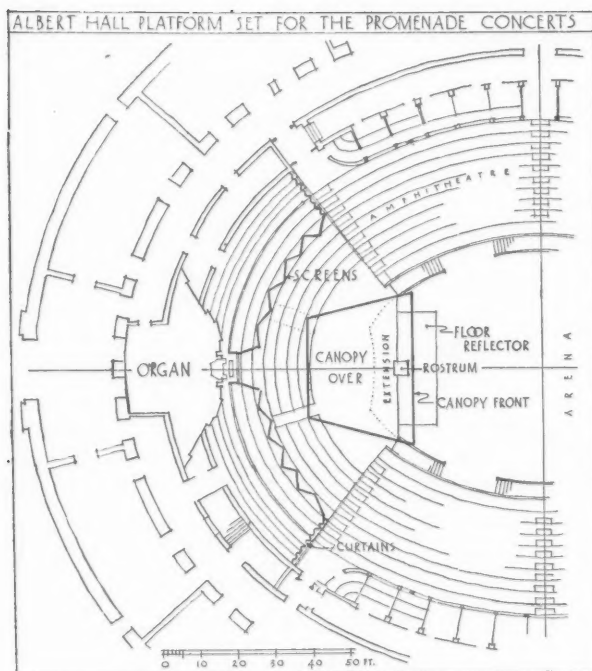 ALBERT HALL PLATFORM SET FOR THE PROMENADE CONCERTS
AMPHITHEATRE
SCREENS
FLOOR
REFLECTOR
ORGAN
CANOPY
OVER
EXTENSION
ROSTRUM
CANOPY FRONT
ARENA
CURTAINS
0 10 20 30 40 50 FT.